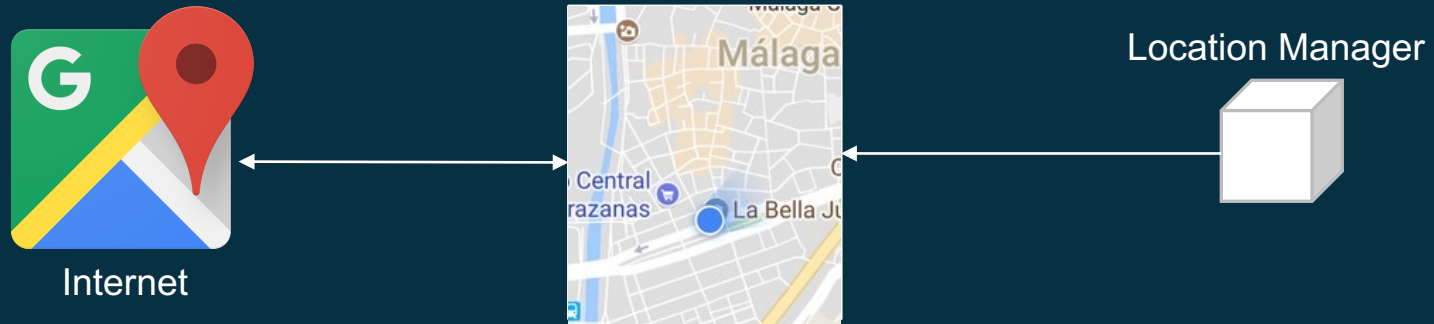 G
Internet
Málaga
Central
razanas
La Bella Ju
Location Manager